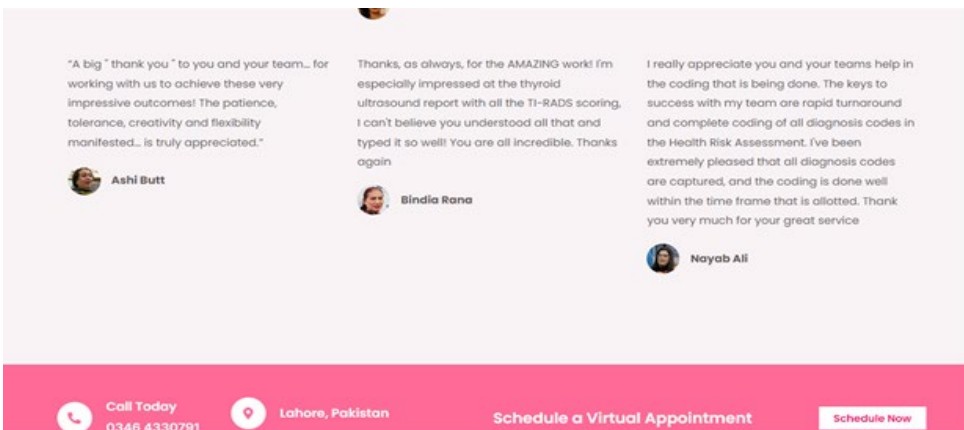 "A big " thank you " to you and your team... for
working with us to achieve these very
impressive outcomes! The patience,
tolerance, creativity and flexibility
manifested... is truly appreciated."
Ashi Butt
Thanks, as always, for the AMAZING work! I'm
especially impressed at the thyroid
ultrasound report with all the TI-RADS scoring,
I can't believe you understood all that and
typed it so well! You are all incredible. Thanks
again
Bindia Rana
I really appreciate you and your teams help in
the coding that is being done. The keys to
success with my team are rapid turnaround
and complete coding of all diagnosis codes in
the Health Risk Assessment. I've been
extremely pleased that all diagnosis codes
are captured, and the coding is done well
within the time frame that is allotted. Thank
you very much for your great service
Nayab Ali
Call Today
0346 4330791
Lahore, Pakistan
Schedule a Virtual Appointment
Schedule Now